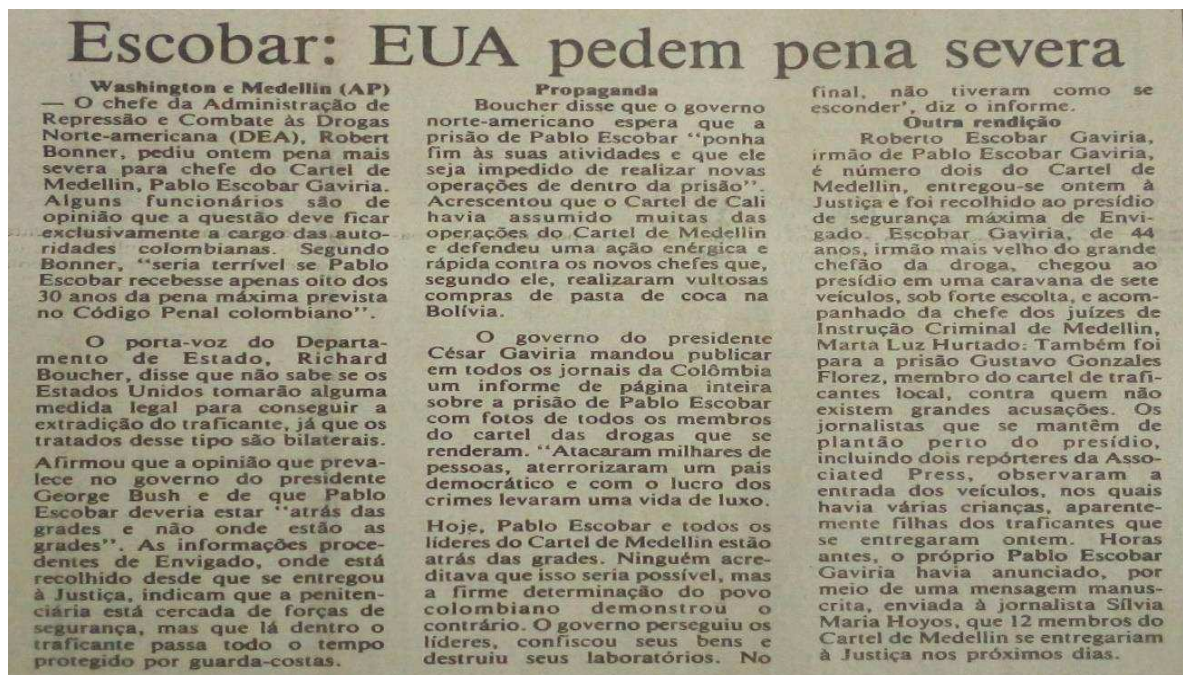 Escobar: EUA pedem pena severa
Washington e Medellin (AP)
— O chefe da Administração de
Repressão e Combate às Drogas
Norte-americana (DEA), Robert
Bonner, pediu ontem pena mais
severa para chefe do Cartel de
Medellin, Pablo Escobar Gaviria.
Alguns funcionários são de
opinião que a questão deve ficar
exclusivamente a cargo das auto-
ridades colombianas. Segundo
Bonner, "seria terrível se Pablo
Escobar recebesse apenas oito dos
30 anos da pena máxima prevista
no Código Penal colombiano".
O porta-voz do Departa-
mento de Estado, Richard
Boucher, disse que não sabe se os
Estados Unidos tomarão alguma
medida legal para conseguir a
extradição do traficante, já que os
tratados desse tipo são bilaterais.
Afirmou que a opinião que preva-
lece no governo do presidente
George Bush e de que Pablo
Escobar deveria estar "atrás das
grades e não onde estão as
grades". As informações proce-
dentes de Envigado, onde está
recolhido desde que se entregou
à Justiça, indicam que a peniten-
ciária está cercada de forças de
segurança, mas que lá dentro o
traficante passa todo o tempo
protegido por guarda-costas.
Propaganda
Boucher disse que o governo
norte-americano espera que a
prisão de Pablo Escobar "ponha
fim às suas atividades e que ele
seja impedido de realizar novas
operações de dentro da prisão".
Acrescentou que o Cartel de Cali
havia assumido muitas das
operações do Cartel de Medellin
e defendeu uma ação enérgica e
rápida contra os novos chefes que,
segundo ele, realizaram vultosas
compras de pasta de coca na
Bolívia.
O governo do presidente
César Gaviria mandou publicar
em todos os jornais da Colômbia
um informe de página inteira
sobre a prisão de Pablo Escobar
com fotos de todos os membros
do cartel das drogas que se
renderam. "Atacaram milhares de
pessoas, aterrorizaram um pais
democrático e com o lucro dos
crimes levaram uma vida de luxo.
Hoje, Pablo Escobar e todos os
líderes do Cartel de Medellin estão
atrás das grades. Ninguém acre-
ditava que isso seria possível, mas
a firme determinação do povo
colombiano demonstrou o
contrário. O governo perseguiu os
líderes, confiscou seus bens e
destruiu seus laboratórios. No
final, não tiveram como se
esconder', diz o informe.
Outra rendição
Roberto Escobar Gaviria,
irmão de Pablo Escobar Gaviria,
é número dois do Cartel de
Medellin, entregou-se ontem à
Justiça e foi recolhido ao presídio
de segurança máxima de Envi-
gado. Escobar Gaviria, de 44
anos, irmão mais velho do grande
chefão da droga, chegou ao
presídio em uma caravana de sete
veículos, sob forte escolta, e acom-
panhado da chefe dos juízes de
Instrução Criminal de Medellin,
Marta Luz Hurtado: Também foi
para a prisão Gustavo Gonzales
Florez, membro do cartel de trafi-
cantes local, contra quem não
existem grandes acusações. Os
jornalistas que se mantêm de
plantão perto do presídio,
incluindo dois repórteres da Asso-
ciated Press, observaram a
entrada dos veículos, nos quais
havia várias crianças, aparente-
mente filhas dos traficantes que
se entregaram ontem. Horas
antes, o próprio Pablo Escobar
Gaviria havia anunciado, por
meio de uma mensagem manus-
crita, enviada à jornalista Sílvia
Maria Hoyos, que 12 membros do
Cartel de Medellin se entregariam
à Justiça nos próximos dias.